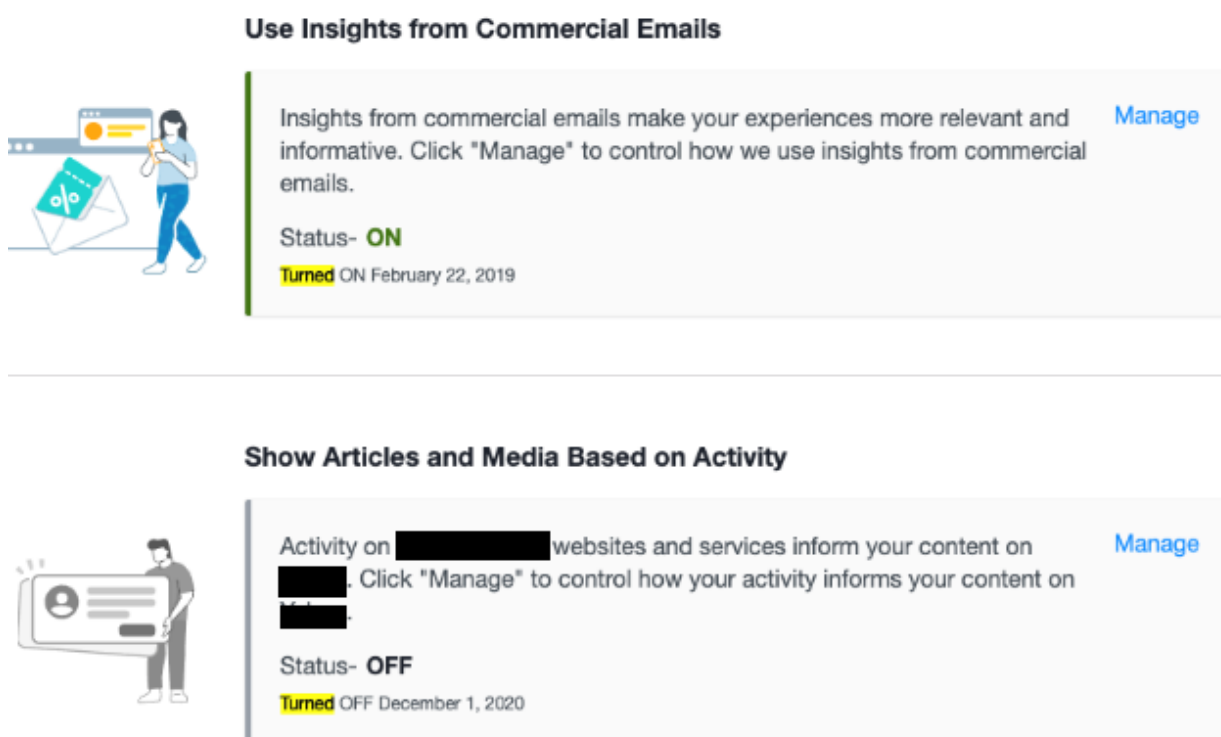 Use Insights from Commercial Emails
Insights from commercial emails make your experiences more relevant and
Manage
informative. Click "Manage" to control how we use insights from commercial
emails.
Status- ON
Turned ON February 22, 2019
Show Articles and Media Based on Activity
Activity on websites and services inform your content on
Manage
. Click "Manage" to control how your activity informs your content on
.
Status- OFF
Turned OFF December 1, 2020